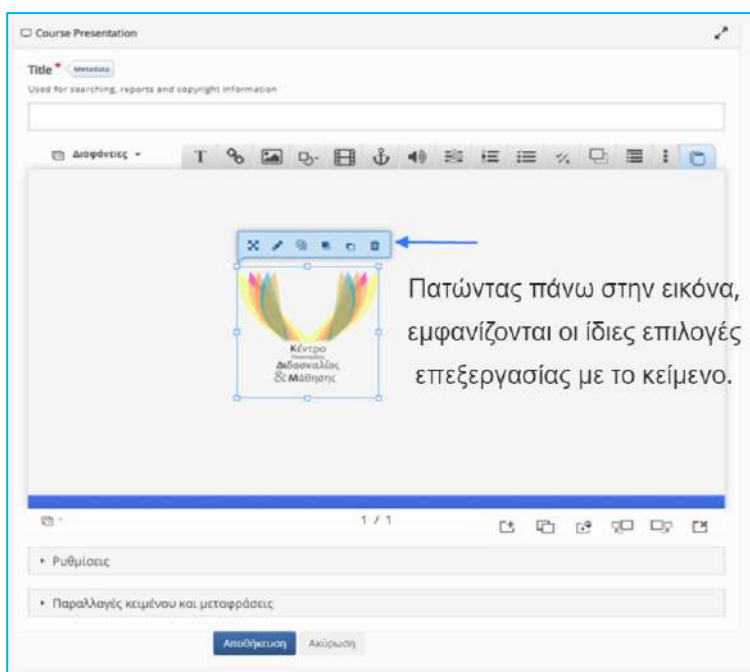 Course Presentation
Title * Metadata
Used for searching, reports and copyright information
Διαφάνειες
T
Πατώντας πάνω στην εικόνα,
εμφανίζονται οι ίδιες επιλογές
επεξεργασίας με το κείμενο.
Κέντρο
Διδασκαλίας
& Μάθησης
1 / 1
Ρυθμίσεις
Παραλλαγές κειμένου και μεταφράσεις
Αποθήκευση Ακύρωση